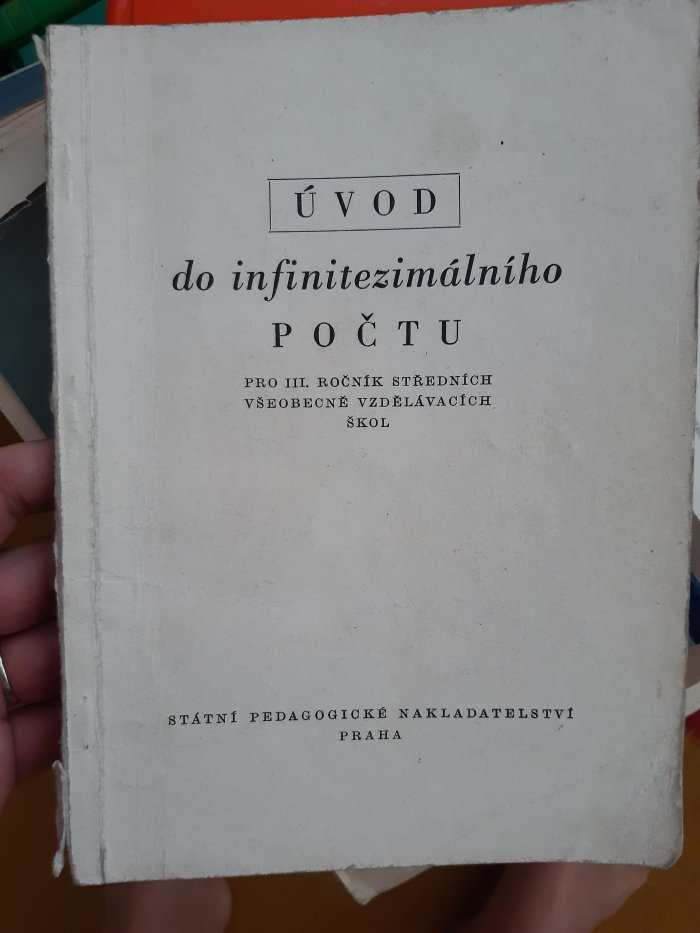 ÚVOD
do infinitezimálního
POČTU
PRO III. ROČNÍK STŘEDNÍCH
VŠEOBECNĚ VZDĚLÁVACÍCH
ŠKOL
STÁTNÍ PEDAGOGICKÉ NAKLADATELSTVÍ
PRAHA